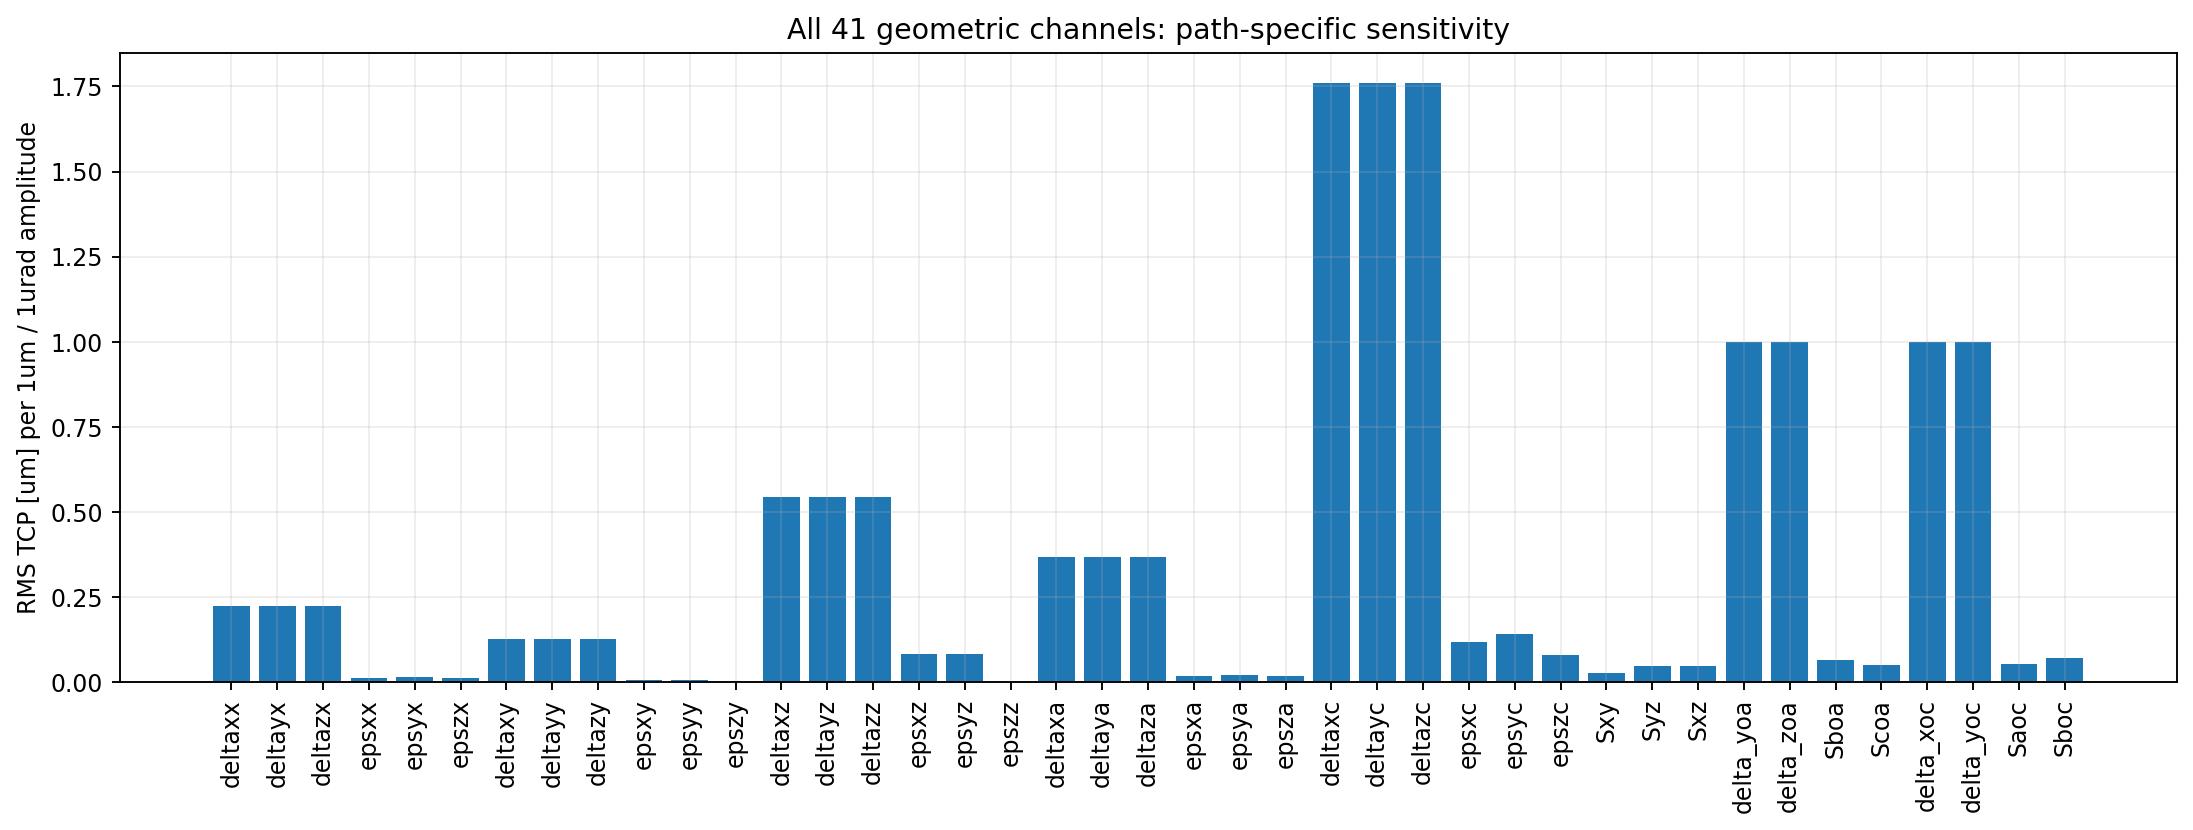 All 41 geometric channels: path-specific sensitivity
RMS TCP [um] per 1um / 1urad amplitude
1.75
1.50
1.25
1.00
0.75
0.50
0.25
0.00
deltaxx
deltayx
deltazx
epsxx
epsyx
epszx
deltaxy
deltayy
deltazy
epsxy
epsyy
epszy
deltaxz
deltayz
deltazz
epsxz
epsyz
epszz
deltaxa
deltaya
deltaza
epsxa
epsya
epsza
deltaxc
deltayc
deltazc
epsxc
epsyc
epszc
Sxy
Syz
Sxz
delta_yoa
delta_zoa
Sboa
Scoa
delta_xoc
delta_yoc
Saoc
Sboc